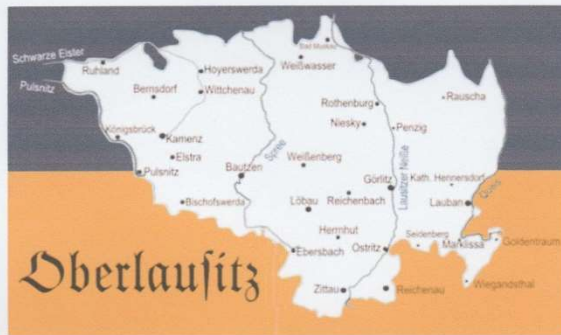 Bad Muskau
Schwarze Elster
Ruhland
Hoyerswerda
Weißwasser
Pulsnitz
Bernsdorf
Wittchenau
Rothenburg
Rauscha
Königsbrück
Kamenz
Niesky
Penzig
Elstra
Spree
Lausitzer Neiße
Pulsnitz
Bautzen
Weißenberg
Görlitz
Kath. Hennersdorf
Queis
Bischofswerda
Löbau
Reichenbach
Lauban
Herrnhut
Seidenberg
Goldentraum
Ebersbach
Ostritz
Marklissa
Oberlauſitz
Zittau
Reichenau
Wiegandsthal